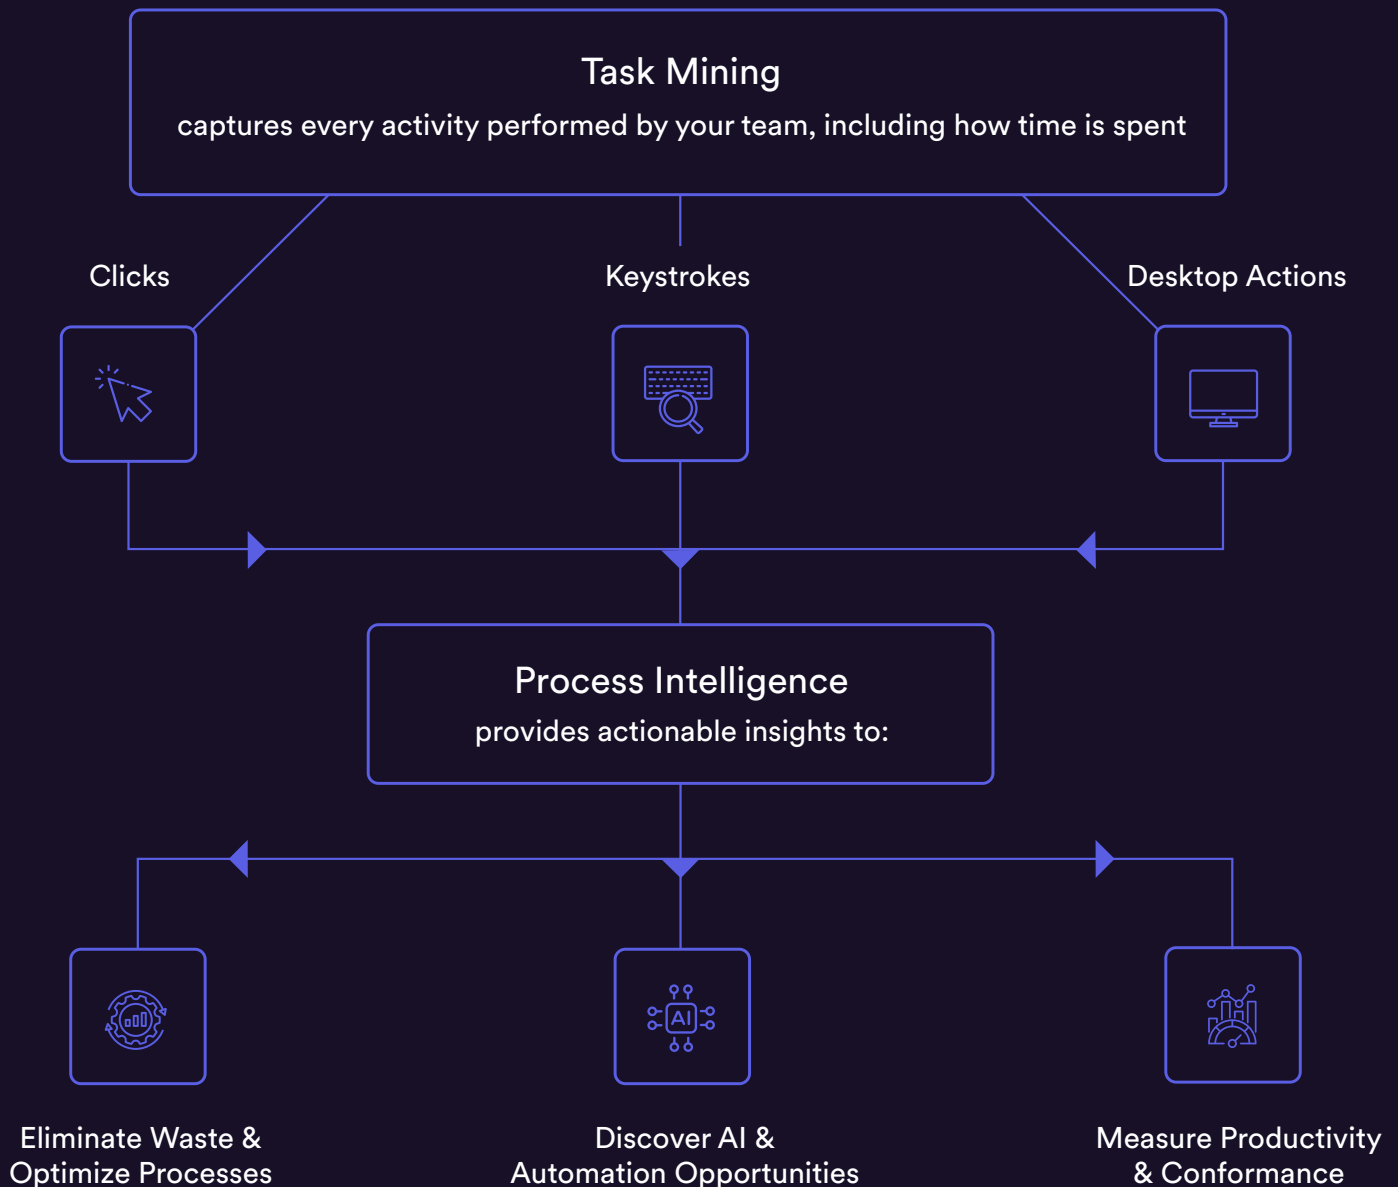 Task Mining
captures every activity performed by your team, including how time is spent
Clicks
Keystrokes
Desktop Actions
Process Intelligence
provides actionable insights to:
AI
Eliminate Waste &
Optimize Processes
Discover AI &
Automation Opportunities
Measure Productivity
& Conformance